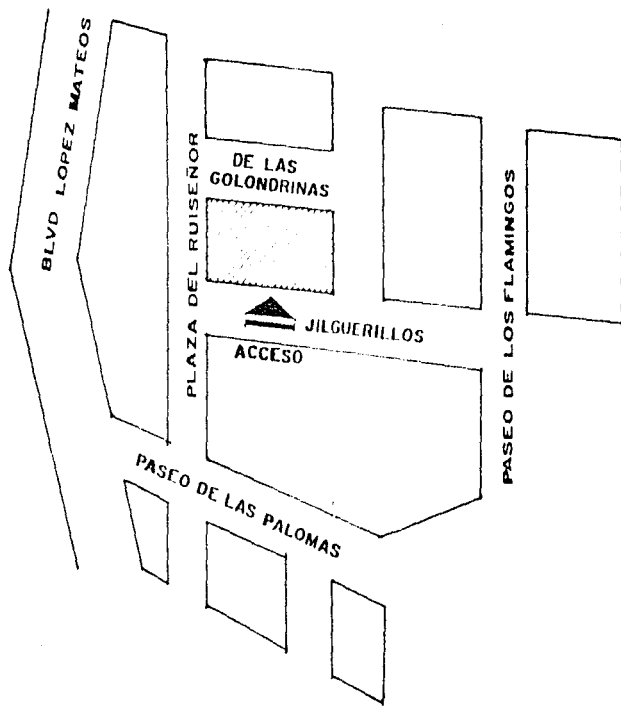 BLVD LOPEZ MATEOS
PLAZA DEL RUISEÑOR
DE LAS
GOLONDRINAS
JILGUERILLOS
ACCESO
PASEO DE LOS FLAMINGOS
PASEO DE LAS PALOMAS